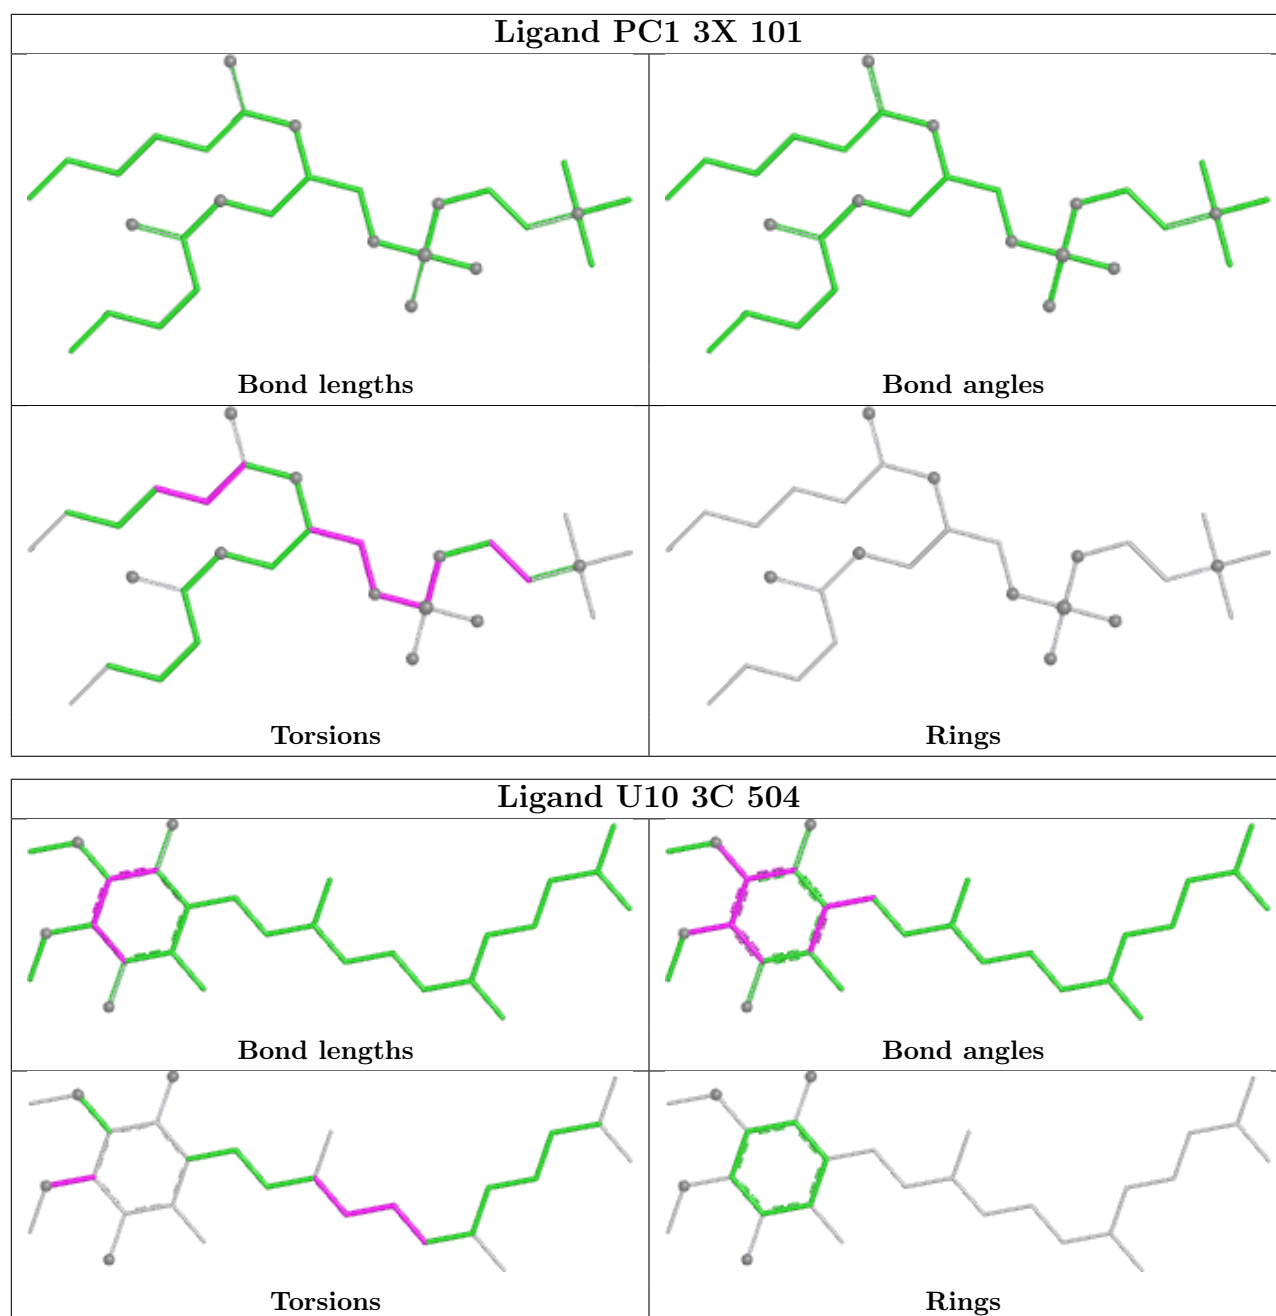 Ligand PC1 3X 101
Bond lengths
Bond angles
Torsions
Rings
Ligand U10 3C 504
Bond lengths
Bond angles
Torsions
Rings